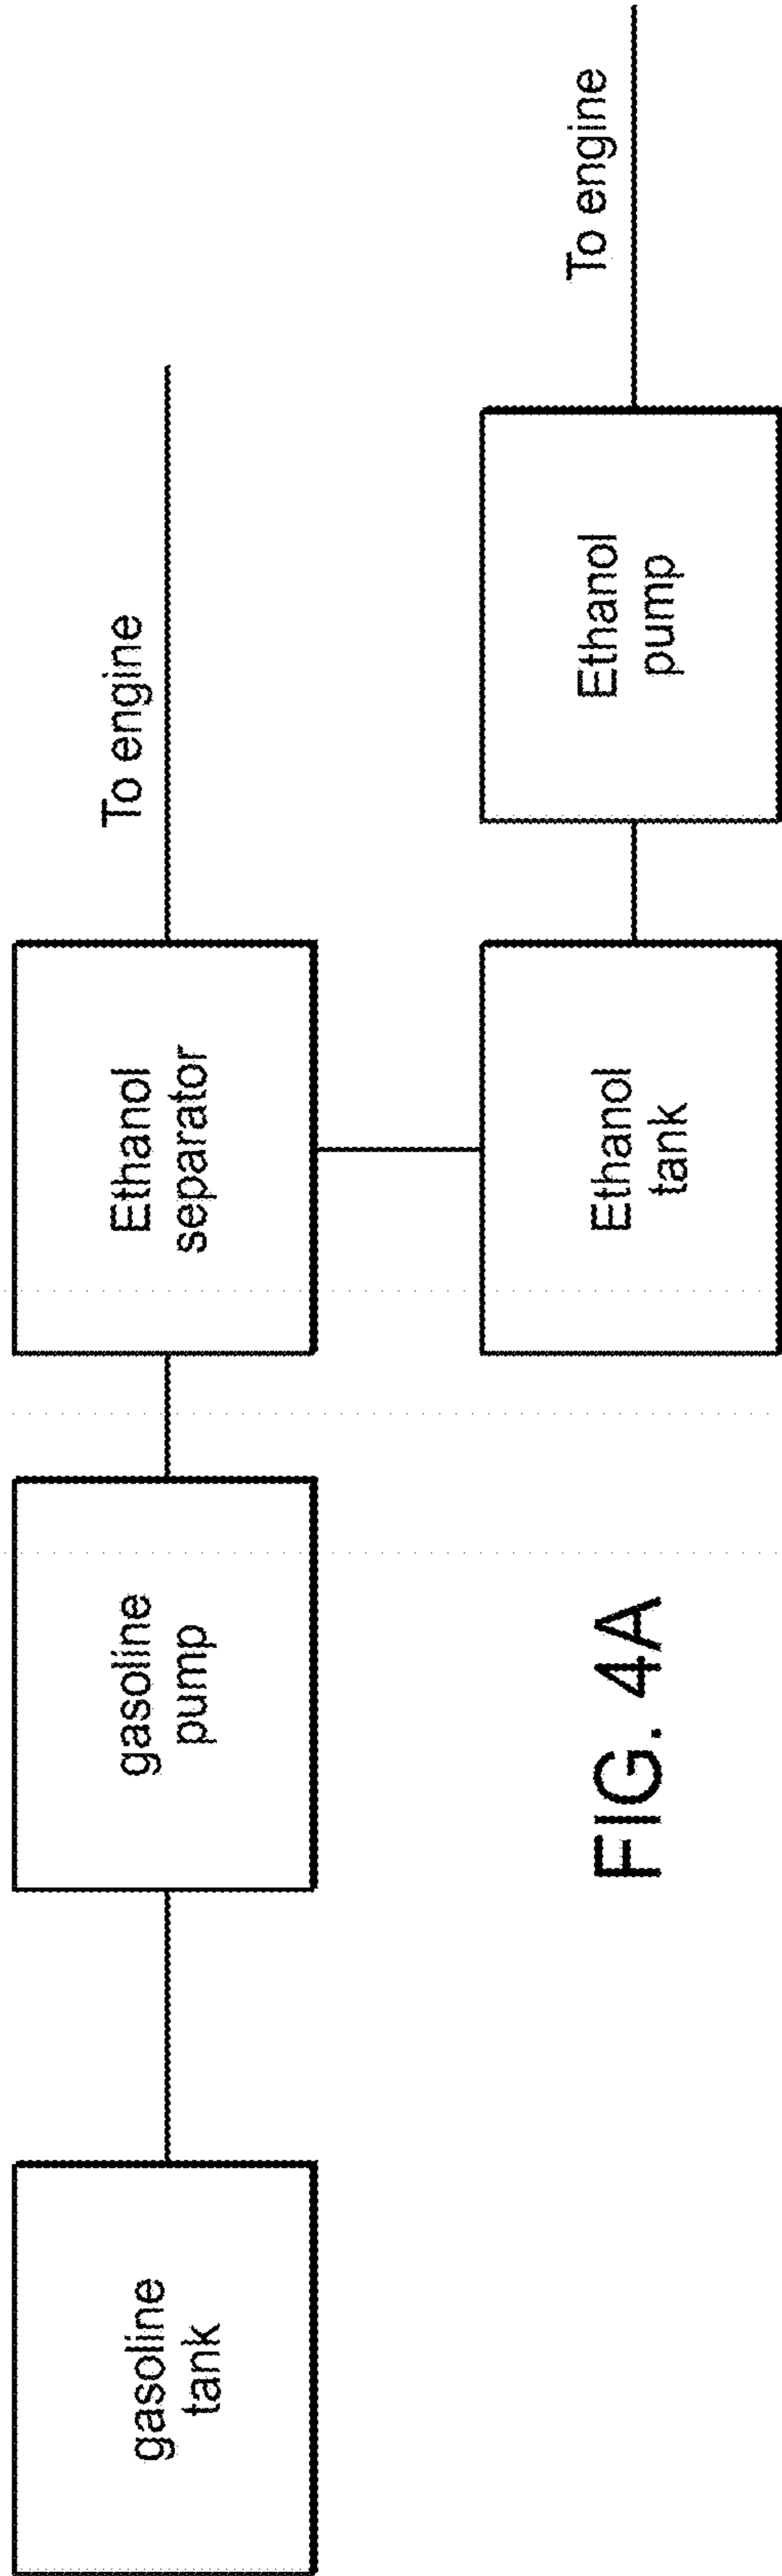 gasoline
tank
gasoline
pump
Ethanol
separator
To engine
Ethanol
tank
Ethanol
pump
To engine
FIG. 4A